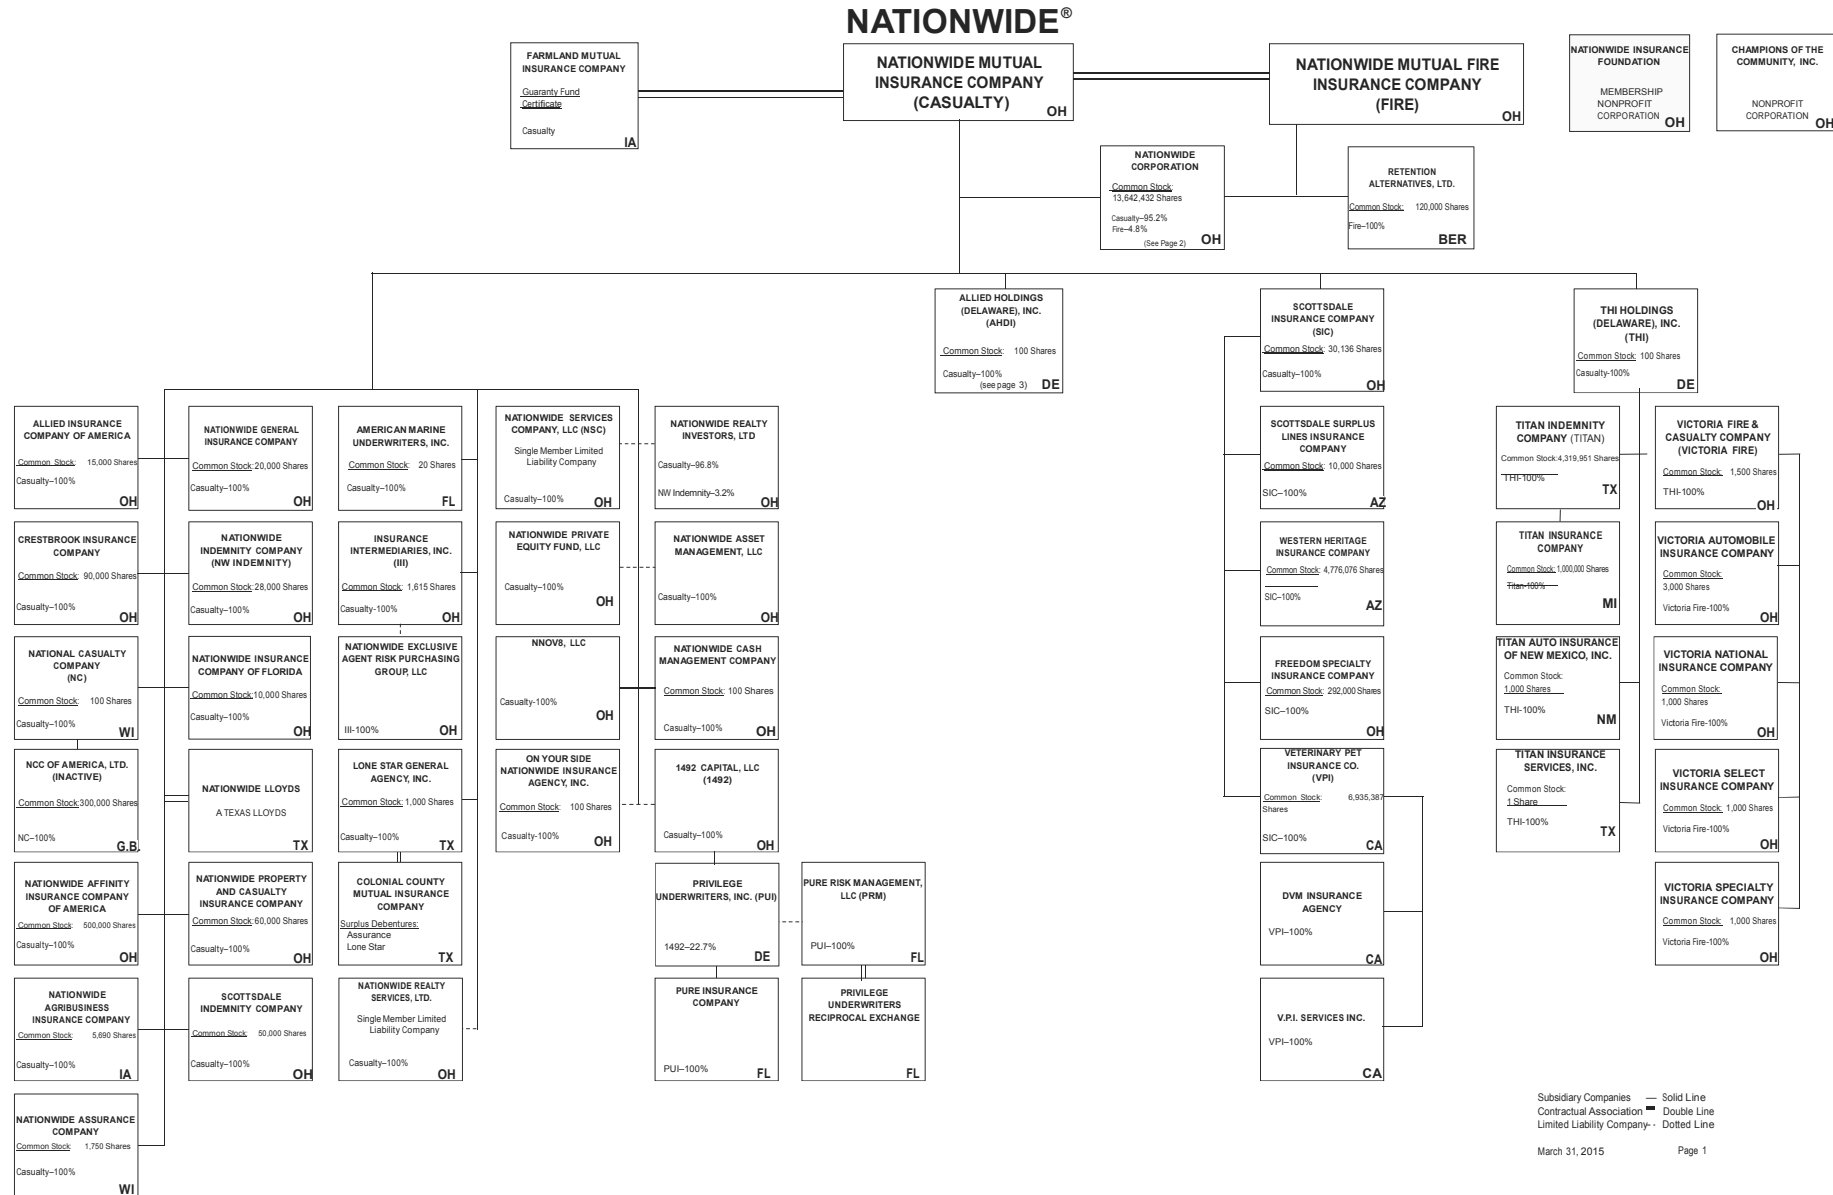 NATIONWIDE®
FARMLAND MUTUAL
INSURANCE COMPANY
Guaranty Fund
Certificate
Casualty
IA
NATIONWIDE MUTUAL
INSURANCE COMPANY
(CASUALTY)
OH
NATIONWIDE MUTUAL FIRE
INSURANCE COMPANY
(FIRE)
OH
NATIONWIDE INSURANCE
FOUNDATION
MEMBERSHIP
NONPROFIT
CORPORATION OH
CHAMPIONS OF THE
COMMUNITY, INC.
NONPROFIT
CORPORATION OH
NATIONWIDE
CORPORATION
Common Stock:
13,642,432 Shares
Casualty–95.2%
Fire–4.8%
(See Page 2) OH
RETENTION
ALTERNATIVES, LTD.
Common Stock: 120,000 Shares
Fire–100%
BER
ALLIED HOLDINGS
(DELAWARE), INC.
(AHDI)
Common Stock: 100 Shares
Casualty–100%
(see page 3) DE
SCOTTSDALE
INSURANCE COMPANY
(SIC)
Common Stock: 30,136 Shares
Casualty–100%
OH
THI HOLDINGS
(DELAWARE), INC.
(THI)
Common Stock: 100 Shares
Casualty-100%
DE
ALLIED INSURANCE
COMPANY OF AMERICA
Common Stock: 15,000 Shares
Casualty–100%
OH
NATIONWIDE GENERAL
INSURANCE COMPANY
Common Stock:20,000 Shares
Casualty–100%
OH
AMERICAN MARINE
UNDERWRITERS, INC.
Common Stock: 20 Shares
Casualty–100%
FL
NATIONWIDE SERVICES
COMPANY, LLC (NSC)
Single Member Limited
Liability Company
Casualty–100%
OH
NATIONWIDE REALTY
INVESTORS, LTD
Casualty–96.8%
NW Indemnity–3.2%
OH
SCOTTSDALE SURPLUS
LINES INSURANCE
COMPANY
Common Stock: 10,000 Shares
SIC–100%
AZ
TITAN INDEMNITY
COMPANY (TITAN)
Common Stock:4,319,951 Shares
THI-100%
TX
VICTORIA FIRE &
CASUALTY COMPANY
(VICTORIA FIRE)
Common Stock: 1,500 Shares
THI-100%
OH
CRESTBROOK INSURANCE
COMPANY
Common Stock: 90,000 Shares
Casualty–100%
OH
NATIONWIDE
INDEMNITY COMPANY
(NW INDEMNITY)
Common Stock:28,000 Shares
Casualty–100%
OH
INSURANCE
INTERMEDIARIES, INC.
(III)
Common Stock: 1,615 Shares
Casualty-100%
OH
NATIONWIDE PRIVATE
EQUITY FUND, LLC
Casualty–100%
OH
NATIONWIDE ASSET
MANAGEMENT, LLC
Casualty–100%
OH
WESTERN HERITAGE
INSURANCE COMPANY
Common Stock: 4,776,076 Shares
SIC–100%
AZ
TITAN INSURANCE
COMPANY
Common Stock: 1,000,000 Shares
Titan-100%
MI
VICTORIA AUTOMOBILE
INSURANCE COMPANY
Common Stock:
3,000 Shares
Victoria Fire-100%
OH
NATIONAL CASUALTY
COMPANY
(NC)
Common Stock: 100 Shares
Casualty–100%
WI
NATIONWIDE INSURANCE
COMPANY OF FLORIDA
Common Stock:10,000 Shares
Casualty–100%
OH
NATIONWIDE EXCLUSIVE
AGENT RISK PURCHASING
GROUP, LLC
III-100%
OH
NNOV8, LLC
Casualty-100%
OH
NATIONWIDE CASH
MANAGEMENT COMPANY
Common Stock: 100 Shares
Casualty–100%
OH
FREEDOM SPECIALTY
INSURANCE COMPANY
Common Stock: 292,000 Shares
SIC–100%
OH
TITAN AUTO INSURANCE
OF NEW MEXICO, INC.
Common Stock:
1,000 Shares
THI-100%
NM
VICTORIA NATIONAL
INSURANCE COMPANY
Common Stock:
1,000 Shares
Victoria Fire-100%
OH
NCC OF AMERICA, LTD.
(INACTIVE)
Common Stock:300,000 Shares
NC–100%
G.B.
NATIONWIDE LLOYDS
A TEXAS LLOYDS
TX
LONE STAR GENERAL
AGENCY, INC.
Common Stock: 1,000 Shares
Casualty–100%
TX
ON YOUR SIDE
NATIONWIDE INSURANCE
AGENCY, INC.
Common Stock: 100 Shares
Casualty-100%
OH
1492 CAPITAL, LLC
(1492)
Casualty–100%
OH
VETERINARY PET
INSURANCE CO.
(VPI)
Common Stock: 6,935,387
Shares
SIC–100%
CA
TITAN INSURANCE
SERVICES, INC.
Common Stock:
1 Share
THI-100%
TX
VICTORIA SELECT
INSURANCE COMPANY
Common Stock: 1,000 Shares
Victoria Fire-100%
OH
NATIONWIDE AFFINITY
INSURANCE COMPANY
OF AMERICA
Common Stock: 500,000 Shares
Casualty–100%
OH
NATIONWIDE PROPERTY
AND CASUALTY
INSURANCE COMPANY
Common Stock:60,000 Shares
Casualty–100%
OH
COLONIAL COUNTY
MUTUAL INSURANCE
COMPANY
Surplus Debentures:
Assurance
Lone Star
TX
PRIVILEGE
UNDERWRITERS, INC. (PUI)
1492–22.7%
DE
PURE RISK MANAGEMENT,
LLC (PRM)
PUI–100%
FL
DVM INSURANCE
AGENCY
VPI–100%
CA
VICTORIA SPECIALTY
INSURANCE COMPANY
Common Stock: 1,000 Shares
Victoria Fire-100%
OH
NATIONWIDE
AGRIBUSINESS
INSURANCE COMPANY
Common Stock: 5,690 Shares
Casualty–100%
IA
SCOTTSDALE
INDEMNITY COMPANY
Common Stock: 50,000 Shares
Casualty–100%
OH
NATIONWIDE REALTY
SERVICES, LTD.
Single Member Limited
Liability Company
Casualty–100%
OH
PURE INSURANCE
COMPANY
PUI–100%
FL
PRIVILEGE
UNDERWRITERS
RECIPROCAL EXCHANGE
FL
V.P.I. SERVICES INC.
VPI–100%
CA
NATIONWIDE ASSURANCE
COMPANY
Common Stock: 1,750 Shares
Casualty–100%
WI
Subsidiary Companies — Solid Line
Contractual Association Double Line
Limited Liability Company-- Dotted Line
March 31, 2015 Page 1